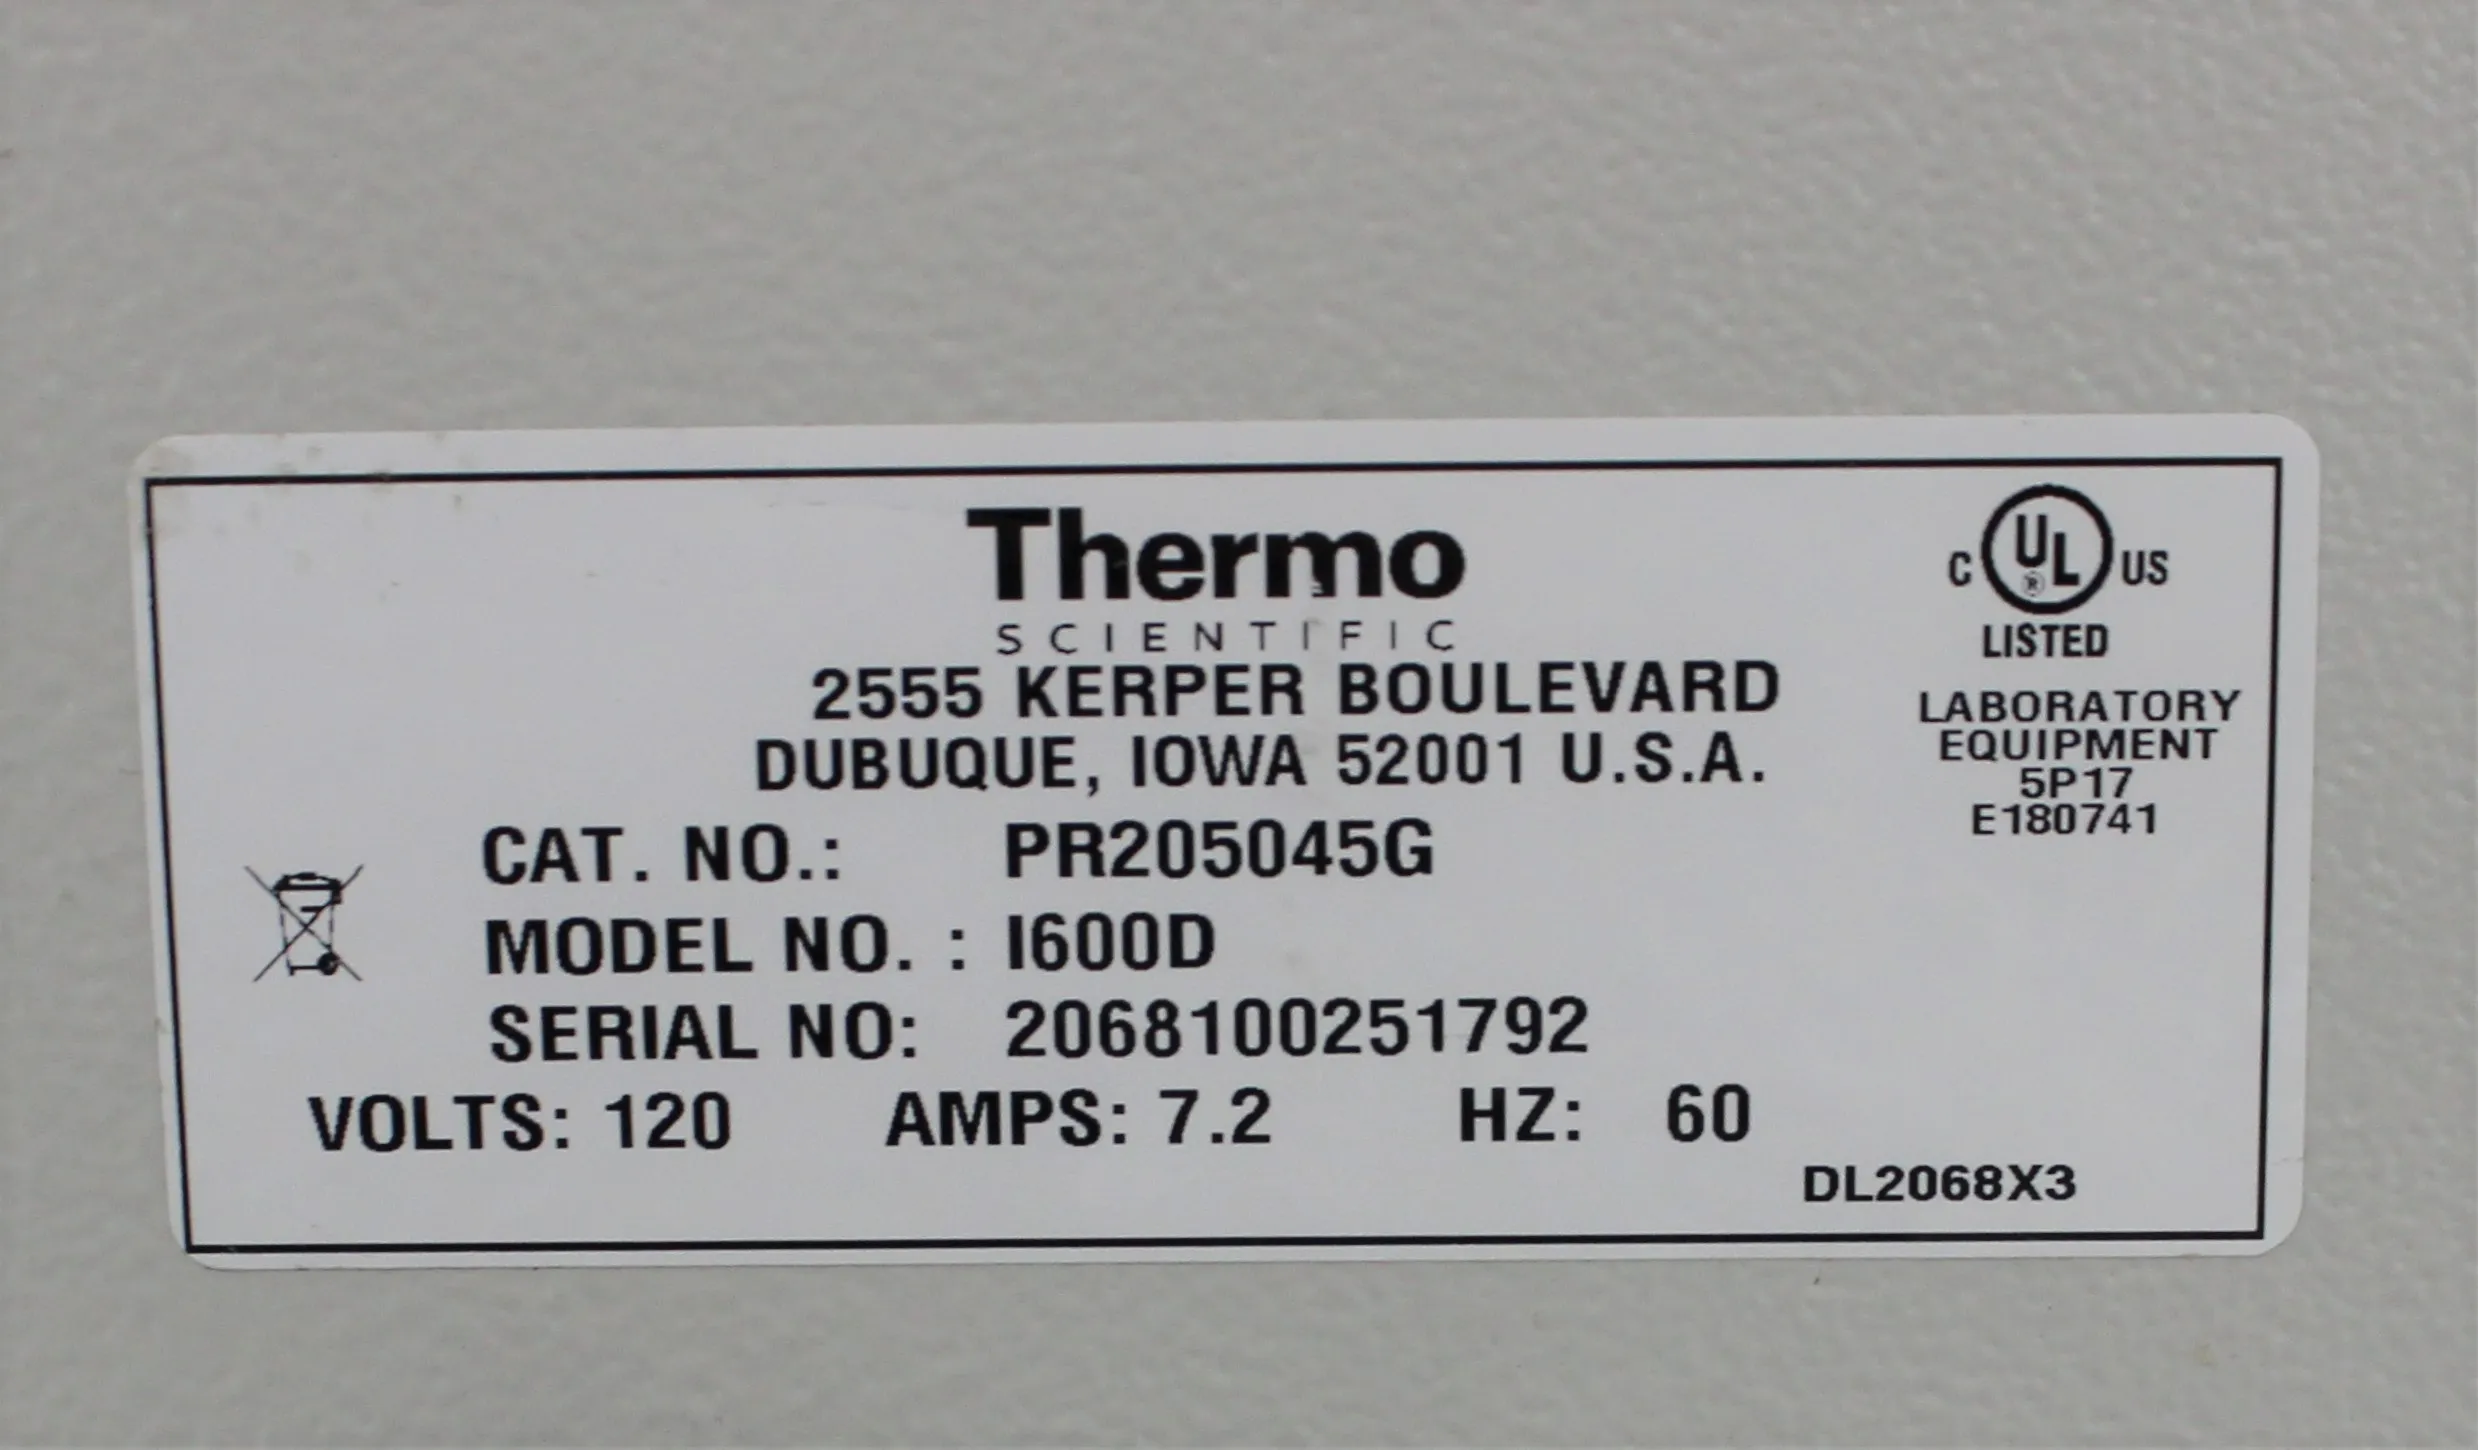 Thermo
SCIENTIFIC
2555 KERPER BOULEVARD
DUBUQUE, IOWA 52001 U.S.A.
C UL ® US
LISTED
LABORATORY
EQUIPMENT
5P17
E180741
CAT. NO.: PR205045G
MODEL NO. : I600D
SERIAL NO: 2068100251792
VOLTS: 120 AMPS: 7.2 HZ: 60
DL2068X3